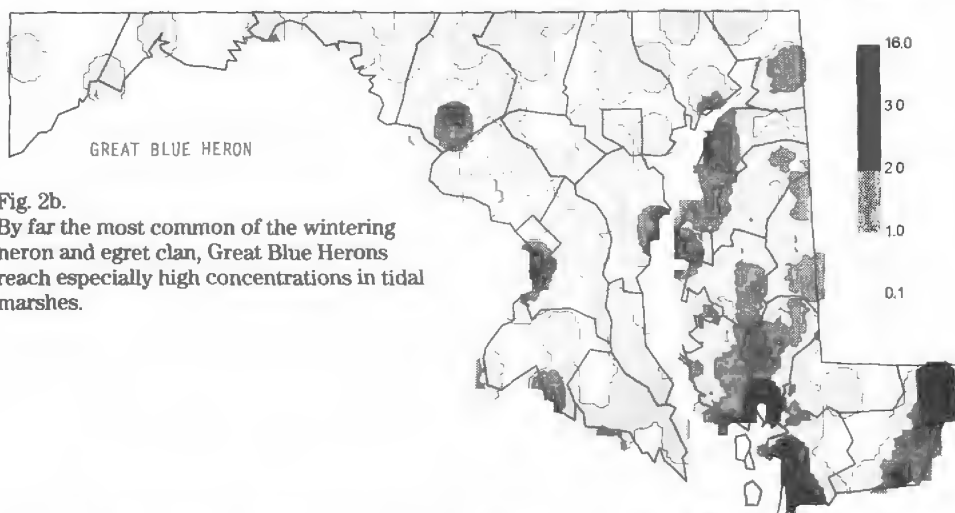 GREAT BLUE HERON
Fig. 2b.
By far the most common of the wintering
heron and egret clan, Great Blue Herons
reach especially high concentrations in tidal
marshes.
16.0
3.0
2.0
1.0
0.1